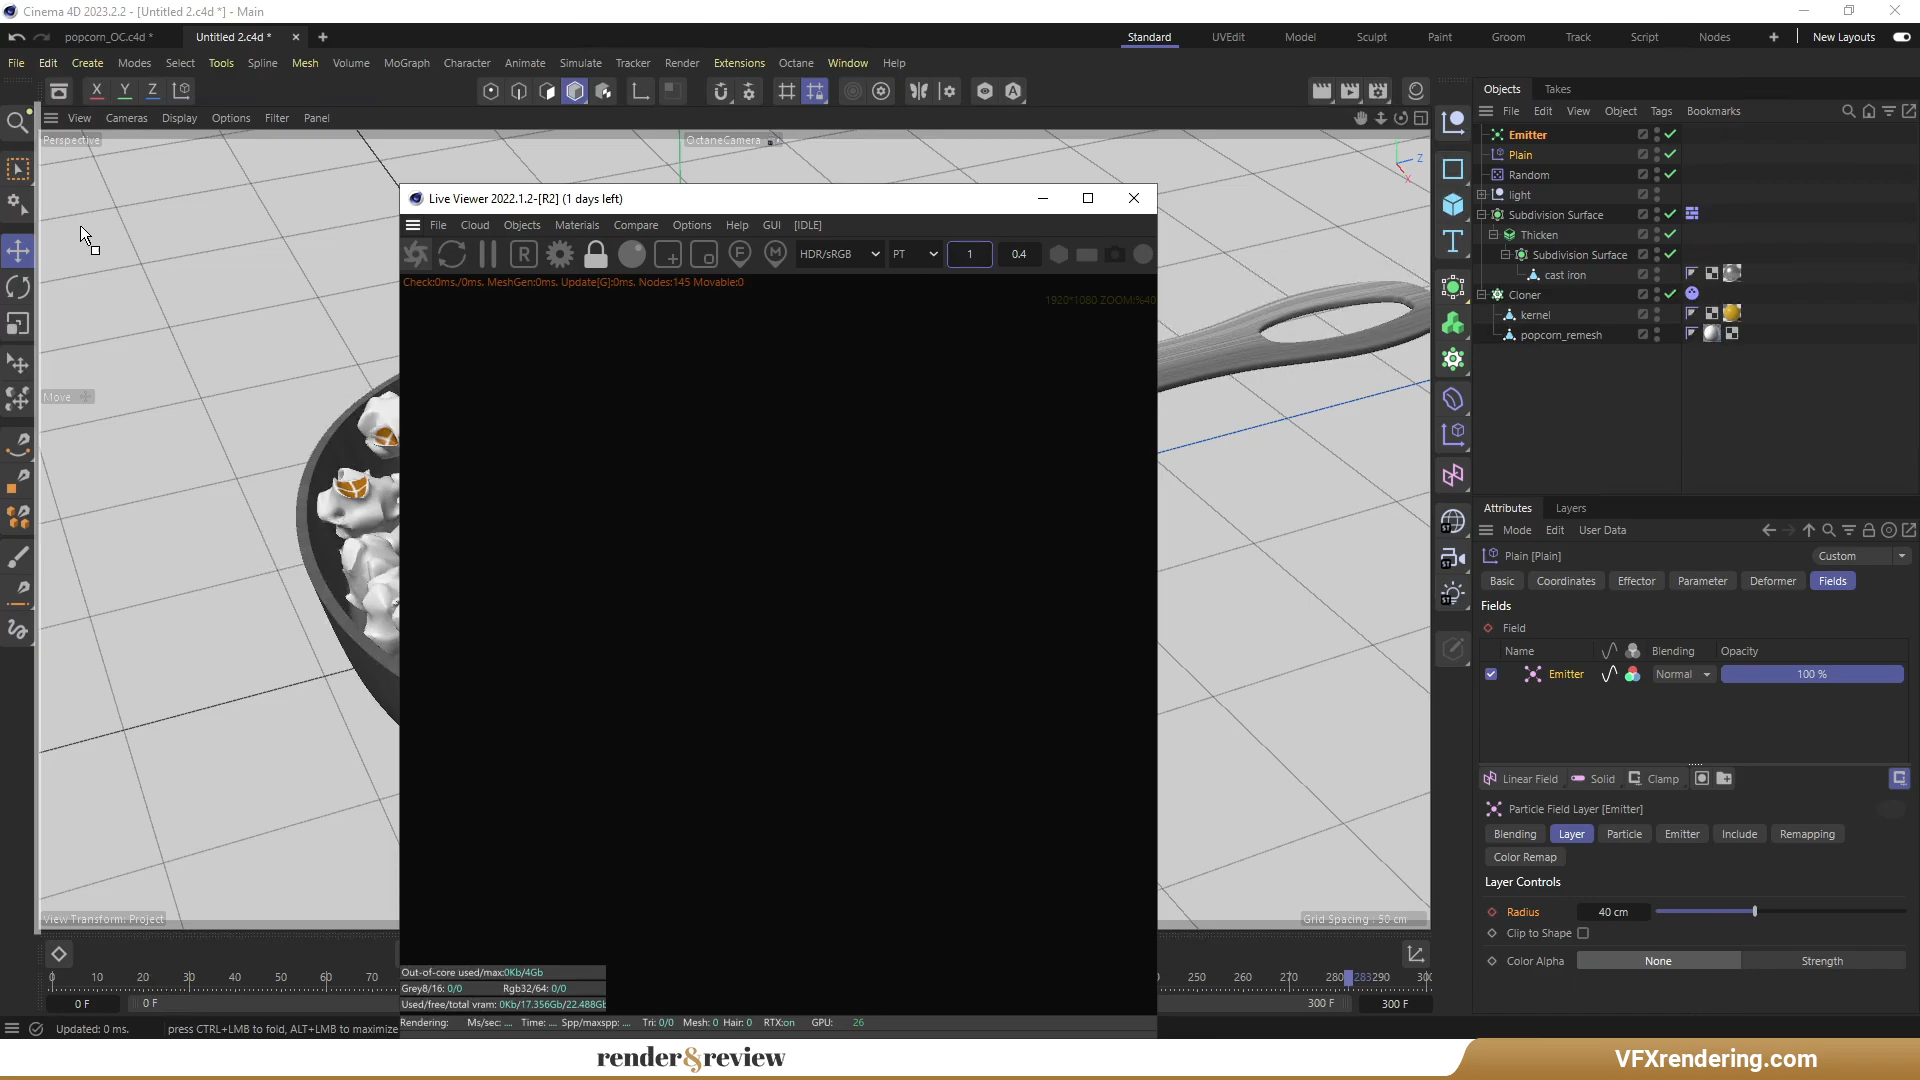 Cinema 4D 2023.2.2 - [Untitled 2.c4d *] - Main
popcorn_OC.c4d *
Untitled 2.c4d *
Standard UVEdit Model Sculpt Paint Groom Track Script Nodes New Layouts
File Edit Create Modes Select Tools Spline Mesh Volume MoGraph Character Animate Simulate Tracker Render Extensions Octane Window Help
X Y Z
View Cameras Display Options Filter Panel
Perspective
OctaneCamera
Z
X
Move
View Transform: Project
Grid Spacing : 50 cm
Live Viewer 2022.1.2-[R2] (1 days left)
File Cloud Objects Materials Compare Options Help GUI [IDLE]
R F M HDR/sRGB PT 1 0.4
Check:0ms./0ms. MeshGen:0ms. Update[G]:0ms. Nodes:145 Movable:0
1920*1080 ZOOM:%40
Out-of-core used/max:0Kb/4Gb
Grey8/16: 0/0 Rgb32/64: 0/0
Used/free/total vram: 0Kb/17.356Gb/22.488Gb
Rendering: Ms/sec: .... Time: .... Spp/maxspp: .... Tri: 0/0 Mesh: 0 Hair: 0 RTX:on GPU: 26
Objects Takes
File Edit View Object Tags Bookmarks
Emitter
Plain
Random
light
Subdivision Surface
Thicken
Subdivision Surface
cast iron
Cloner
kernel
popcorn_remesh
Attributes Layers
Mode Edit User Data
Plain [Plain]
Custom
Basic Coordinates Effector Parameter Deformer Fields
Fields
Field
Name Blending Opacity
Emitter Normal 100 %
Linear Field Solid Clamp
Particle Field Layer [Emitter]
Blending Layer Particle Emitter Include Remapping
Color Remap
Layer Controls
Radius 40 cm
Clip to Shape
Color Alpha None Strength
0 10 20 30 40 50 60 70
250 260 270 280 283 290 300
0 F 0 F
300 F 300 F
Updated: 0 ms. press CTRL+LMB to fold, ALT+LMB to maximize
render&review
VFXrendering.com